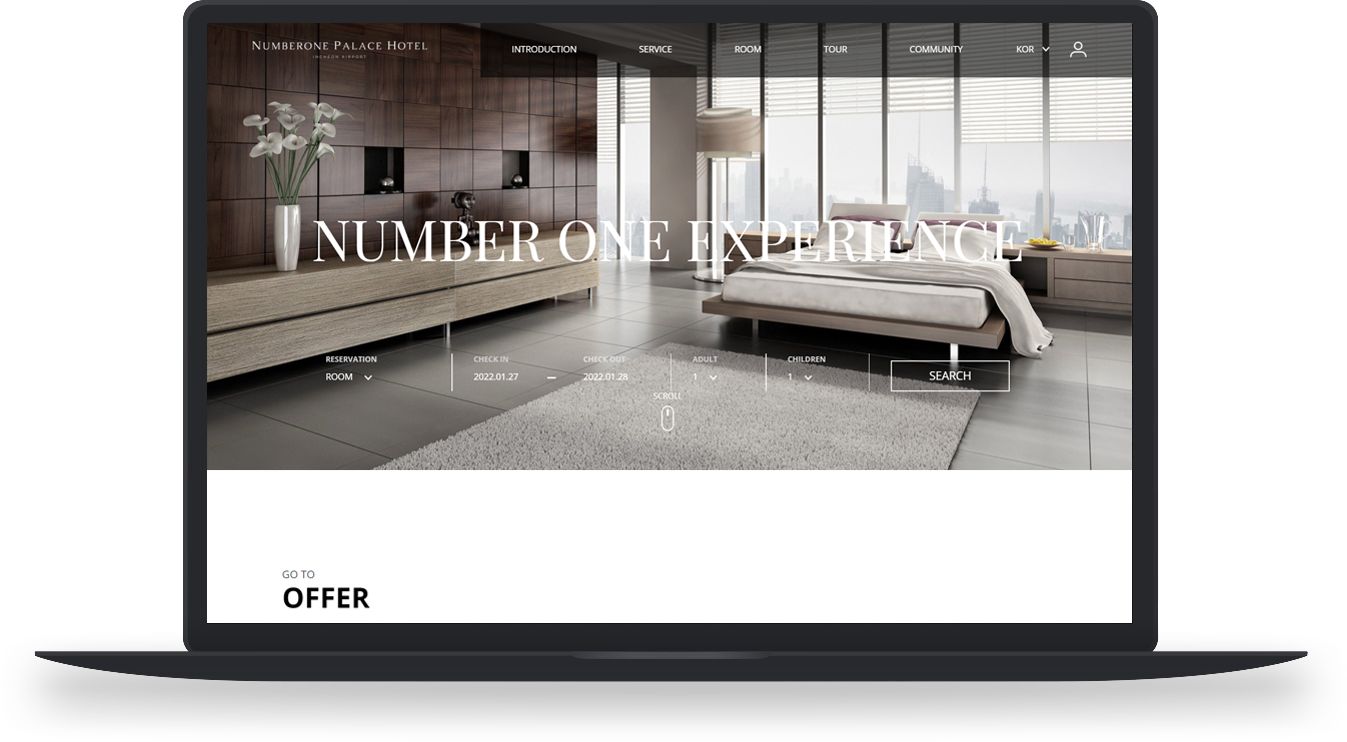 NUMBERONE PALACE HOTEL
INCHEON AIRPORT
INTRODUCTION SERVICE ROOM TOUR COMMUNITY KOR
NUMBER ONE EXPERIENCE
RESERVATION CHECK IN CHECK OUT ADULT CHILDREN
ROOM 2022.01.27 — 2022.01.28 1 1 SEARCH
SCROLL
GO TO
OFFER